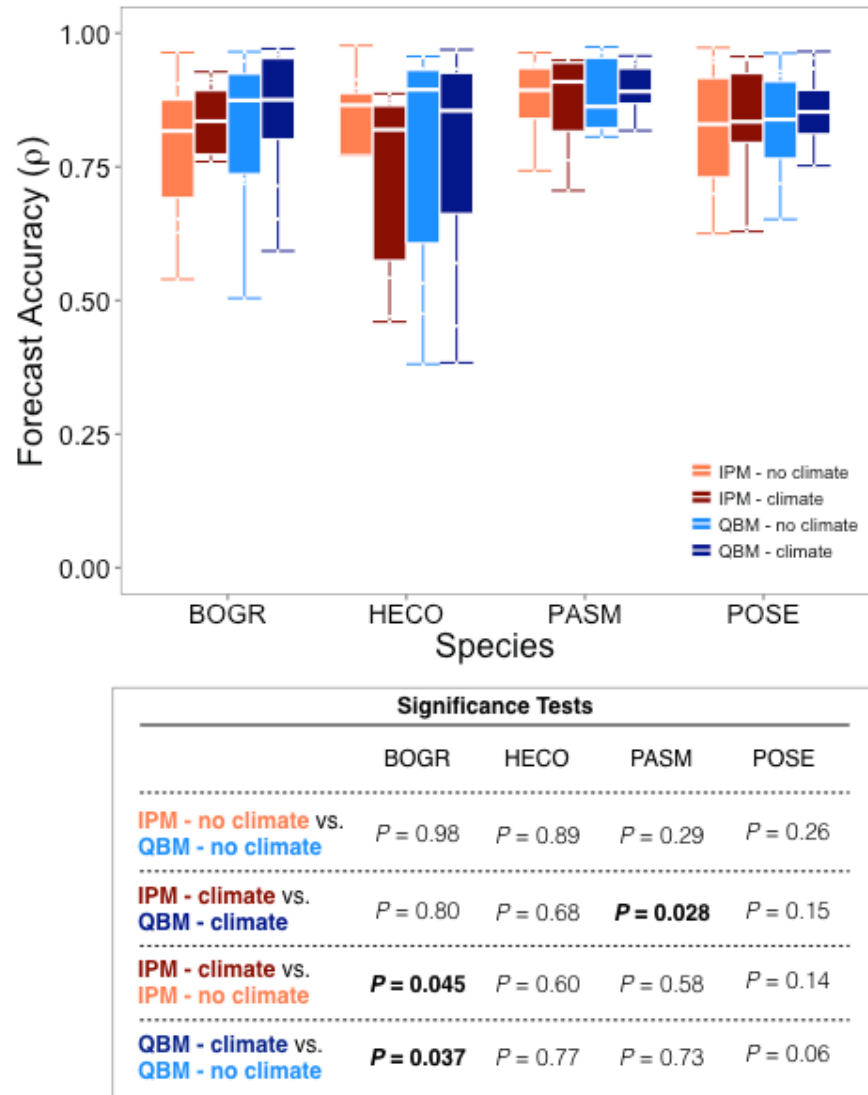 1.00
0.75
0.50
0.25
0.00
Forecast Accuracy (ρ)
IPM - no climate
IPM - climate
QBM - no climate
QBM - climate
BOGR HECO PASM POSE
Species
Significance Tests
BOGR HECO PASM POSE
IPM - no climate vs.
QBM - no climate
P = 0.98 P = 0.89 P = 0.29 P = 0.26
IPM - climate vs.
QBM - climate
P = 0.80 P = 0.68 P = 0.028 P = 0.15
IPM - climate vs.
IPM - no climate
P = 0.045 P = 0.60 P = 0.58 P = 0.14
QBM - climate vs.
QBM - no climate
P = 0.037 P = 0.77 P = 0.73 P = 0.06